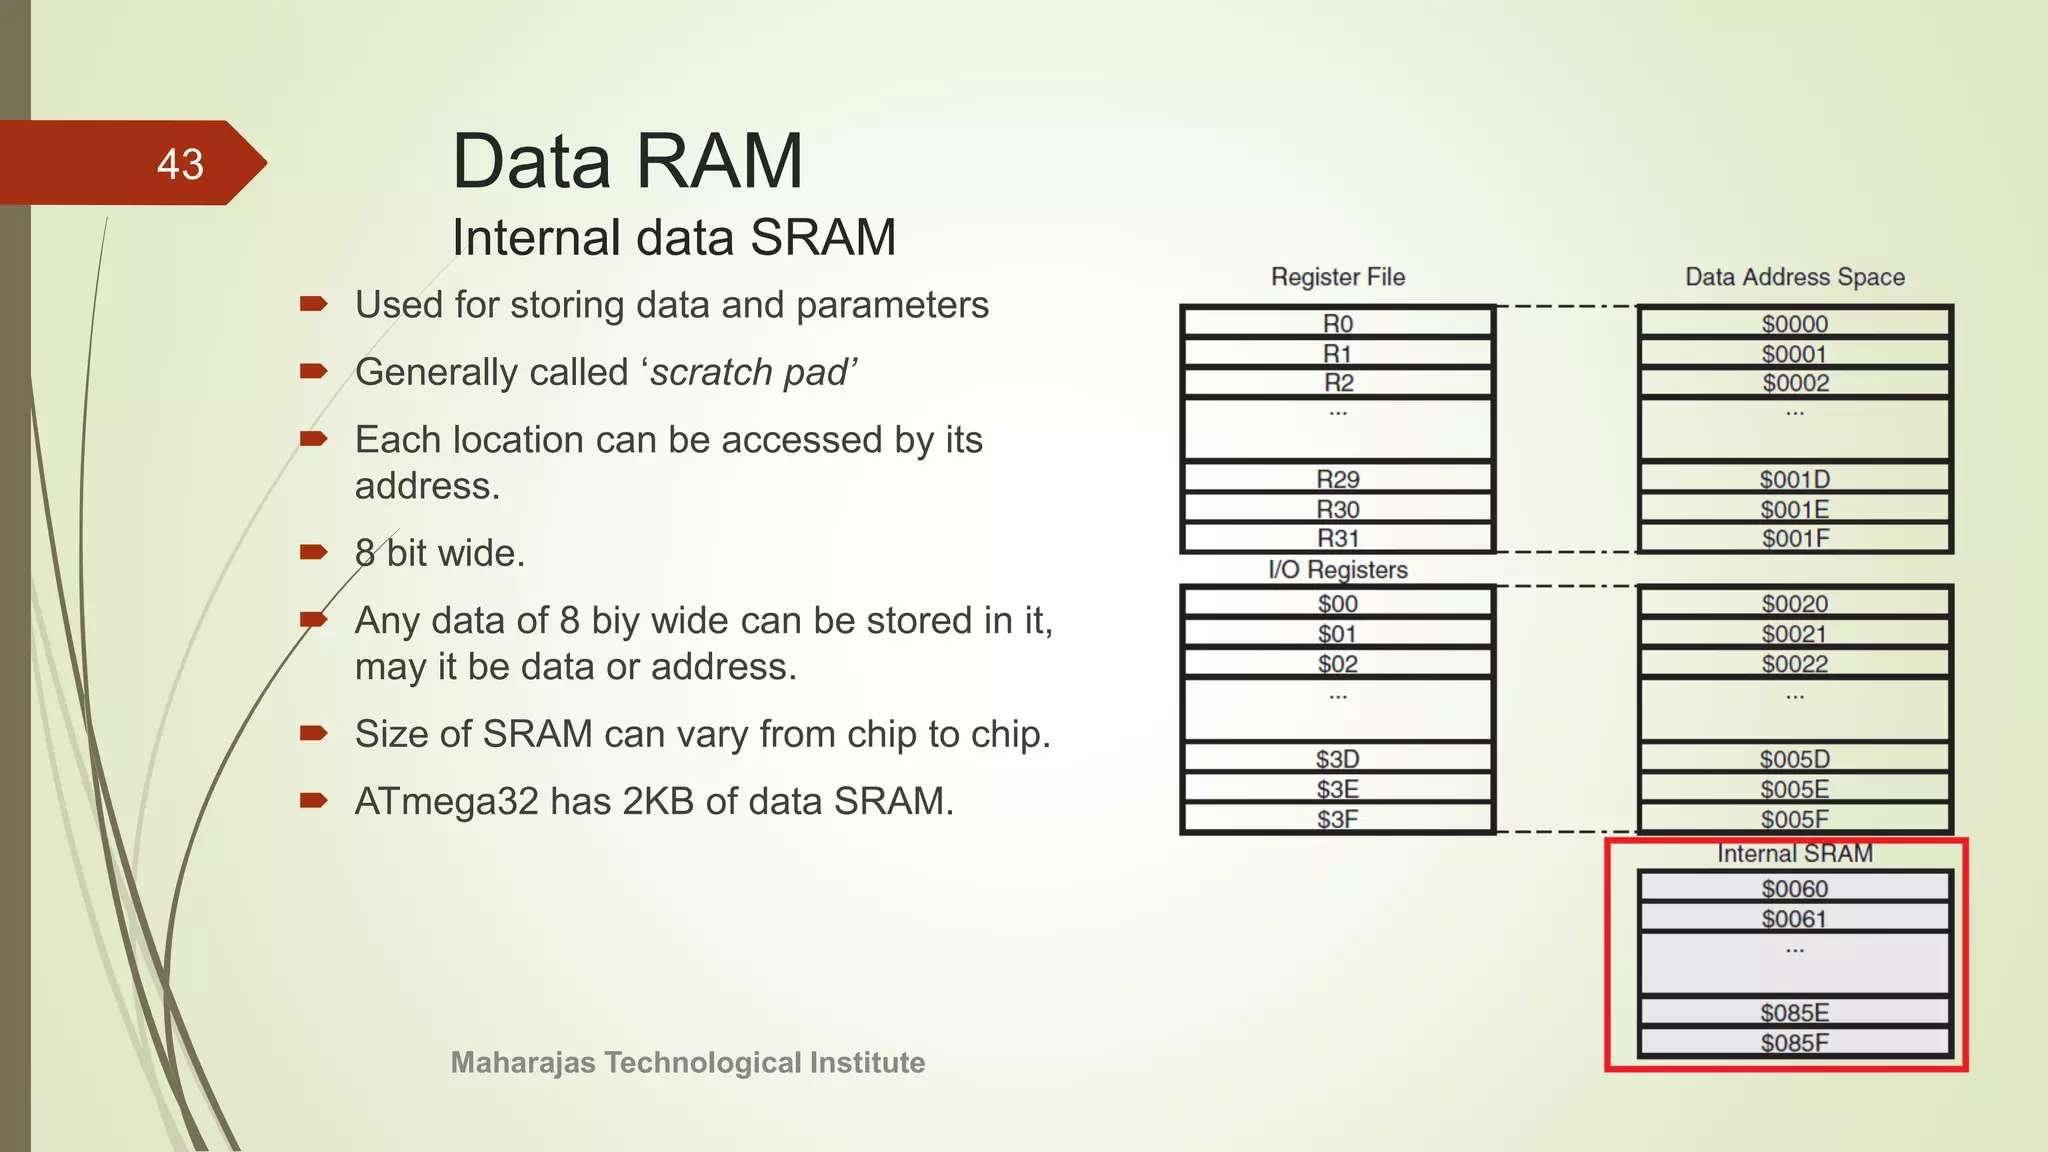 43
Data RAM
Internal data SRAM
Used for storing data and parameters
Generally called ‘scratch pad’
Each location can be accessed by its
address.
8 bit wide.
Any data of 8 biy wide can be stored in it,
may it be data or address.
Size of SRAM can vary from chip to chip.
ATmega32 has 2KB of data SRAM.
Register File
R0
R1
R2
...
R29
R30
R31
I/O Registers
$00
$01
$02
...
$3D
$3E
$3F
Data Address Space
$0000
$0001
$0002
...
$001D
$001E
$001F
$0020
$0021
$0022
...
$005D
$005E
$005F
Internal SRAM
$0060
$0061
...
$085E
$085F
Maharajas Technological Institute